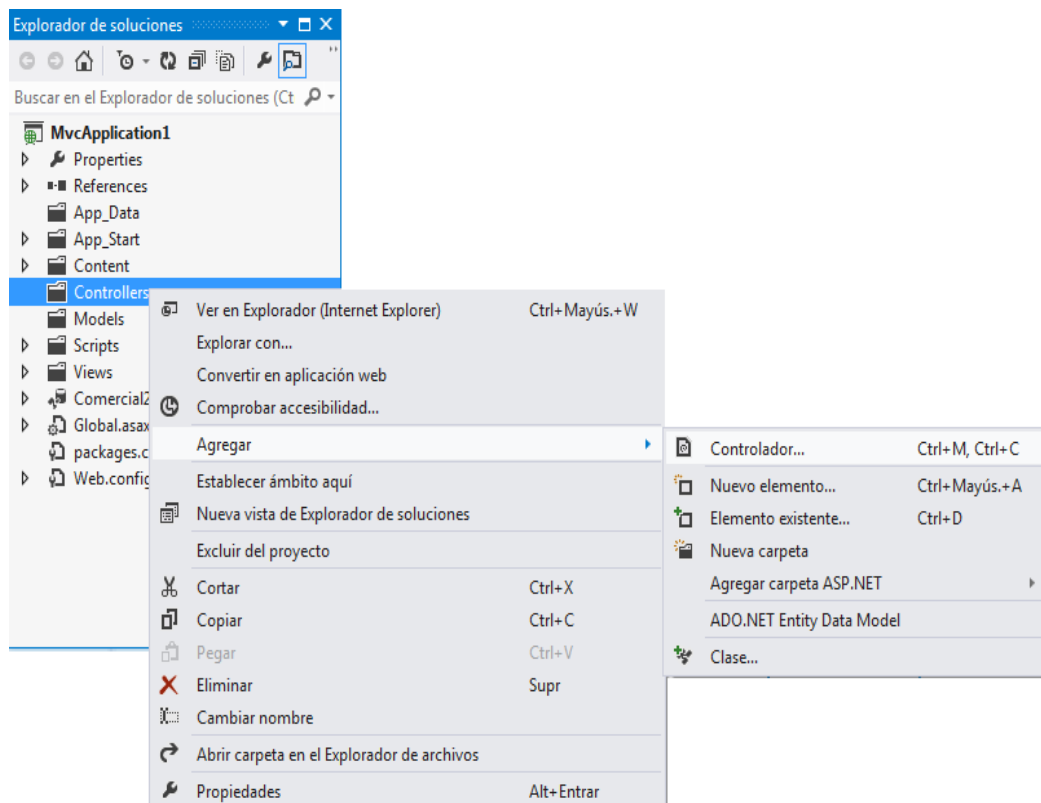 Explorador de soluciones
Buscar en el Explorador de soluciones (Ct
MvcApplication1
Properties
References
App_Data
App_Start
Content
Controllers
Models
Scripts
Views
Comercial2
Global.asax
packages.c
Web.config
Ver en Explorador (Internet Explorer) Ctrl+Mayús.+W
Explorar con...
Convertir en aplicación web
Comprobar accesibilidad...
Agregar
Establecer ámbito aquí
Nueva vista de Explorador de soluciones
Excluir del proyecto
Cortar Ctrl+X
Copiar Ctrl+C
Pegar Ctrl+V
Eliminar Supr
Cambiar nombre
Abrir carpeta en el Explorador de archivos
Propiedades Alt+Entrar
Controlador... Ctrl+M, Ctrl+C
Nuevo elemento... Ctrl+Mayús.+A
Elemento existente... Ctrl+D
Nueva carpeta
Agregar carpeta ASP.NET
ADO.NET Entity Data Model
Clase...